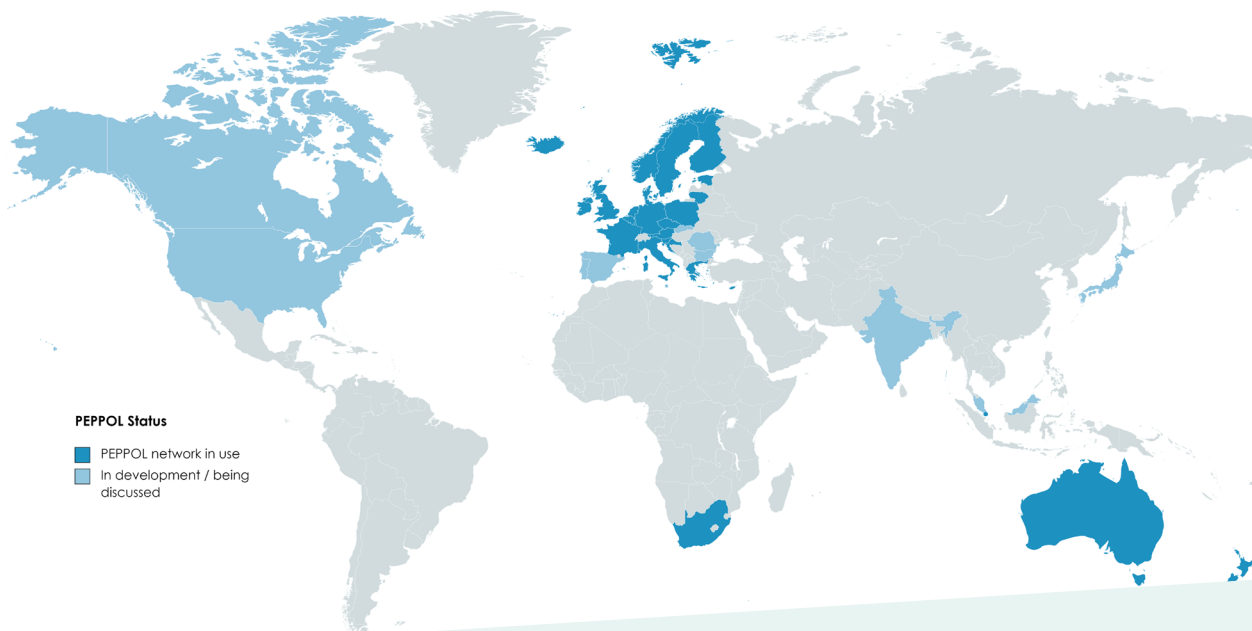 PEPPOL Status
PEPPOL network in use
In development / being
discussed